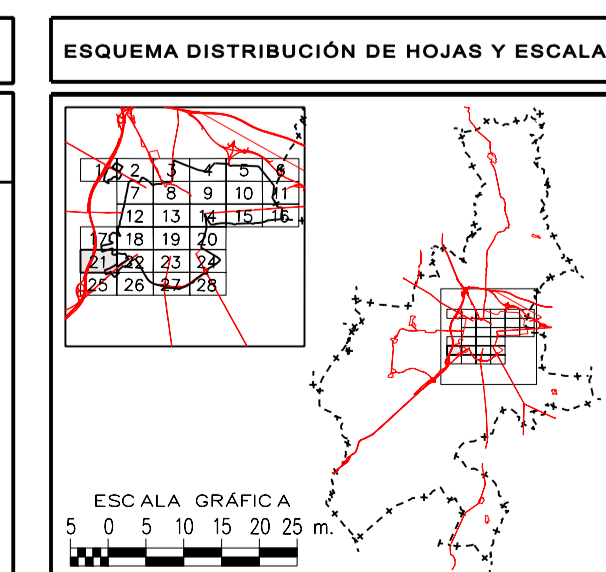 ESQUEMA DISTRIBUCIÓN DE HOJAS Y ESCALA
1 2 3 4 5 6
7 8 9 10 11
12 13 14 15 16
17 18 19 20
21 22 23 24
25 26 27 28
ESCALA GRÁFICA
5 0 5 10 15 20 25 m.